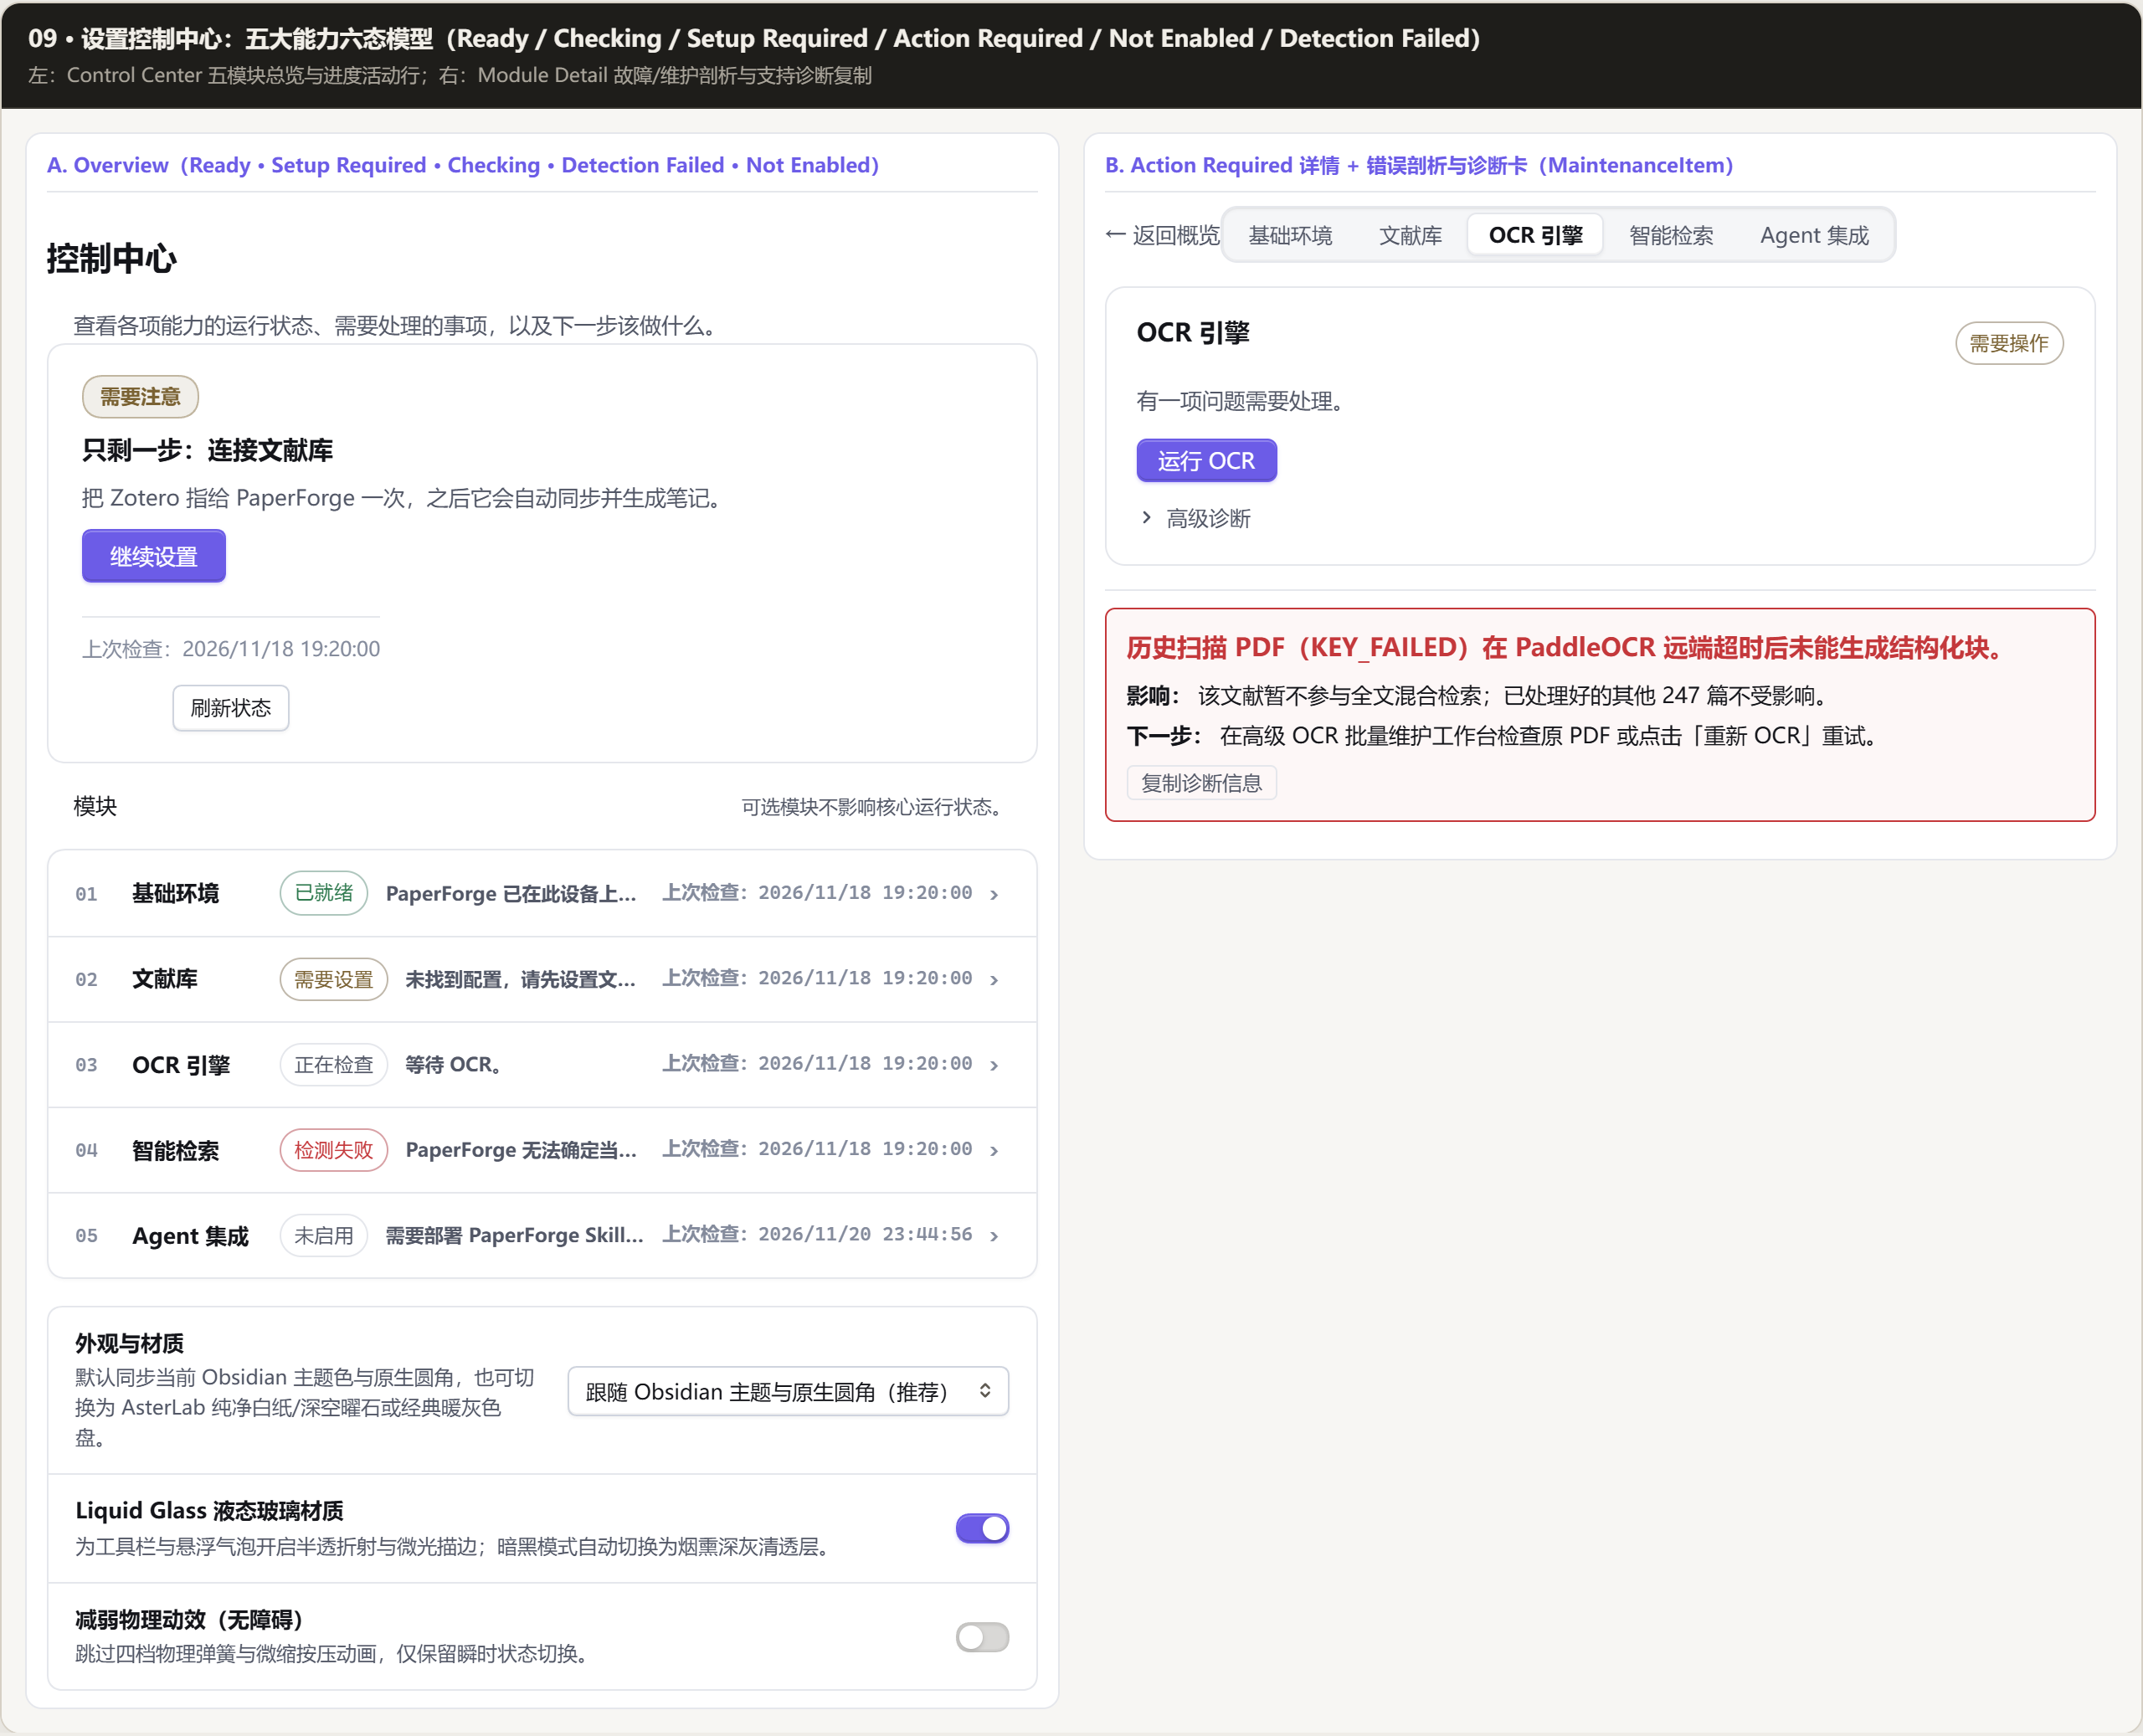 09 • 设置控制中心：五大能力六态模型（Ready / Checking / Setup Required / Action Required / Not Enabled / Detection Failed）
左：Control Center 五模块总览与进度活动行；右：Module Detail 故障/维护剖析与支持诊断复制
A. Overview（Ready • Setup Required • Checking • Detection Failed • Not Enabled）
控制中心
查看各项能力的运行状态、需要处理的事项，以及下一步该做什么。
需要注意
只剩一步：连接文献库
把 Zotero 指给 PaperForge 一次，之后它会自动同步并生成笔记。
继续设置
上次检查：2026/11/18 19:20:00
刷新状态
模块
可选模块不影响核心运行状态。
01 基础环境 已就绪 PaperForge 已在此设备上... 上次检查：2026/11/18 19:20:00 ›
02 文献库 需要设置 未找到配置，请先设置文... 上次检查：2026/11/18 19:20:00 ›
03 OCR 引擎 正在检查 等待 OCR。 上次检查：2026/11/18 19:20:00 ›
04 智能检索 检测失败 PaperForge 无法确定当... 上次检查：2026/11/18 19:20:00 ›
05 Agent 集成 未启用 需要部署 PaperForge Skill... 上次检查：2026/11/20 23:44:56 ›
外观与材质
默认同步当前 Obsidian 主题色与原生圆角，也可切
换为 AsterLab 纯净白纸/深空曜石或经典暖灰色
盘。
跟随 Obsidian 主题与原生圆角（推荐）
Liquid Glass 液态玻璃材质
为工具栏与悬浮气泡开启半透折射与微光描边；暗黑模式自动切换为烟熏深灰清透层。
减弱物理动效（无障碍）
跳过四档物理弹簧与微缩按压动画，仅保留瞬时状态切换。
B. Action Required 详情 + 错误剖析与诊断卡（MaintenanceItem）
← 返回概览 基础环境 文献库 OCR 引擎 智能检索 Agent 集成
OCR 引擎
需要操作
有一项问题需要处理。
运行 OCR
› 高级诊断
历史扫描 PDF（KEY_FAILED）在 PaddleOCR 远端超时后未能生成结构化块。
影响： 该文献暂不参与全文混合检索；已处理好的其他 247 篇不受影响。
下一步： 在高级 OCR 批量维护工作台检查原 PDF 或点击「重新 OCR」重试。
复制诊断信息